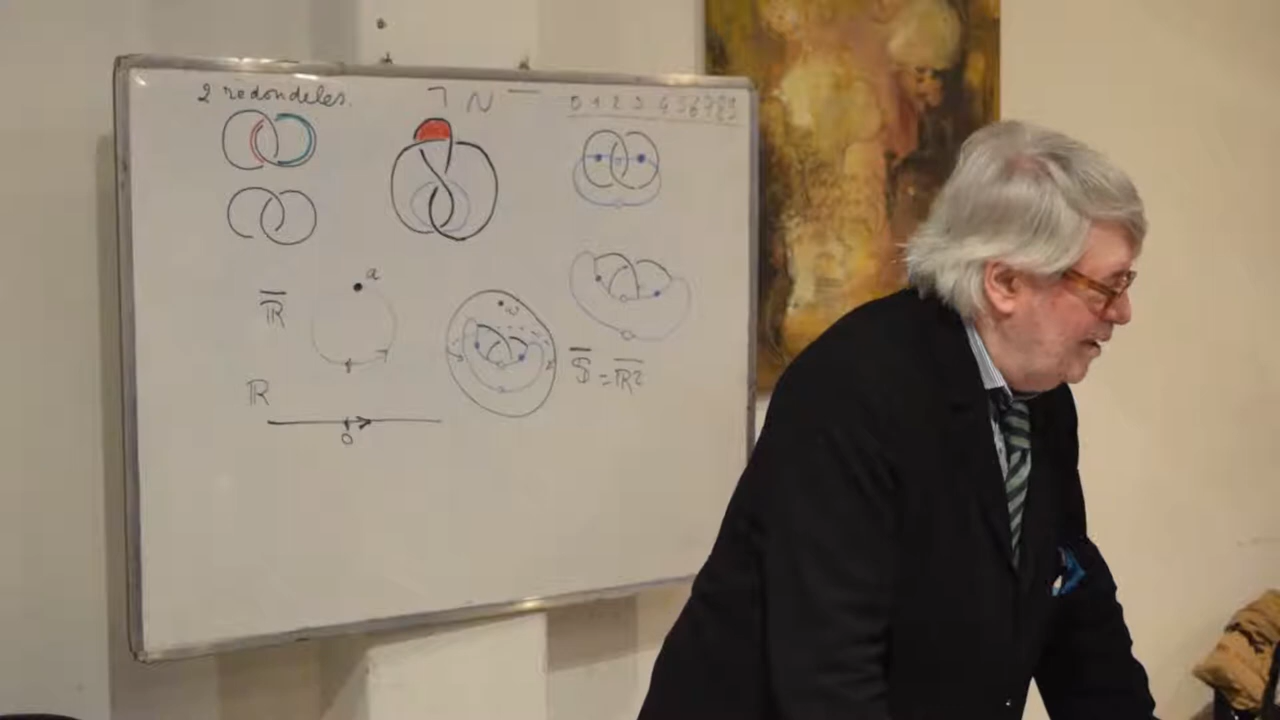 2 redondeles.
¬ N —
0 1 2 3 4 5 6 7 8 9
a
ℝ̅
ω
S̅ = ℝ̅²
ℝ
0